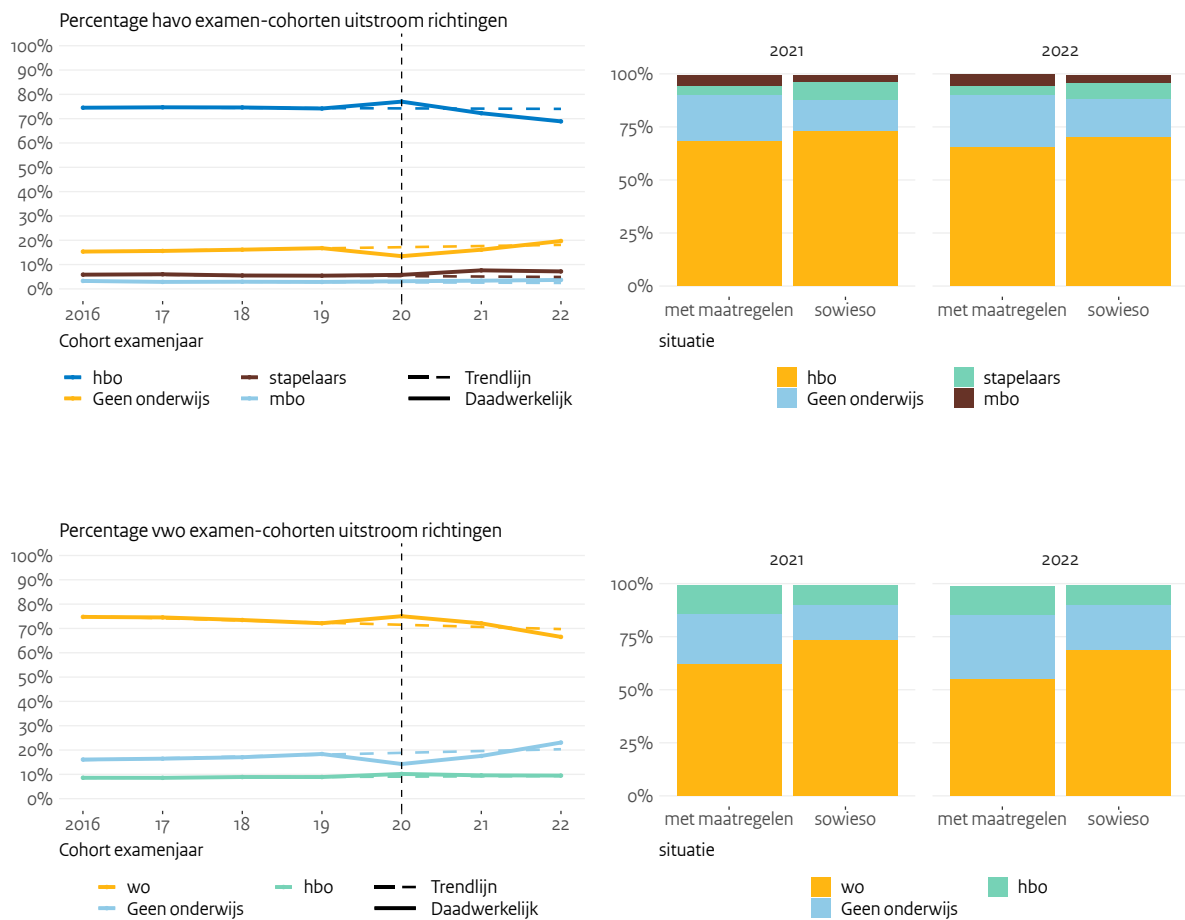 Percentage havo examen-cohorten uitstroom richtingen
100%
90%
80%
70%
60%
50%
40%
30%
20%
10%
0%
2016 17 18 19 20 21 22
Cohort examenjaar
hbo stapelaars Trendlijn
Geen onderwijs mbo Daadwerkelijk
2021 2022
100%
75%
50%
25%
0%
met maatregelen sowieso met maatregelen sowieso
situatie
hbo stapelaars
Geen onderwijs mbo
Percentage vwo examen-cohorten uitstroom richtingen
100%
90%
80%
70%
60%
50%
40%
30%
20%
10%
0%
2016 17 18 19 20 21 22
Cohort examenjaar
wo hbo Trendlijn
Geen onderwijs Daadwerkelijk
2021 2022
100%
75%
50%
25%
0%
met maatregelen sowieso met maatregelen sowieso
situatie
wo hbo
Geen onderwijs